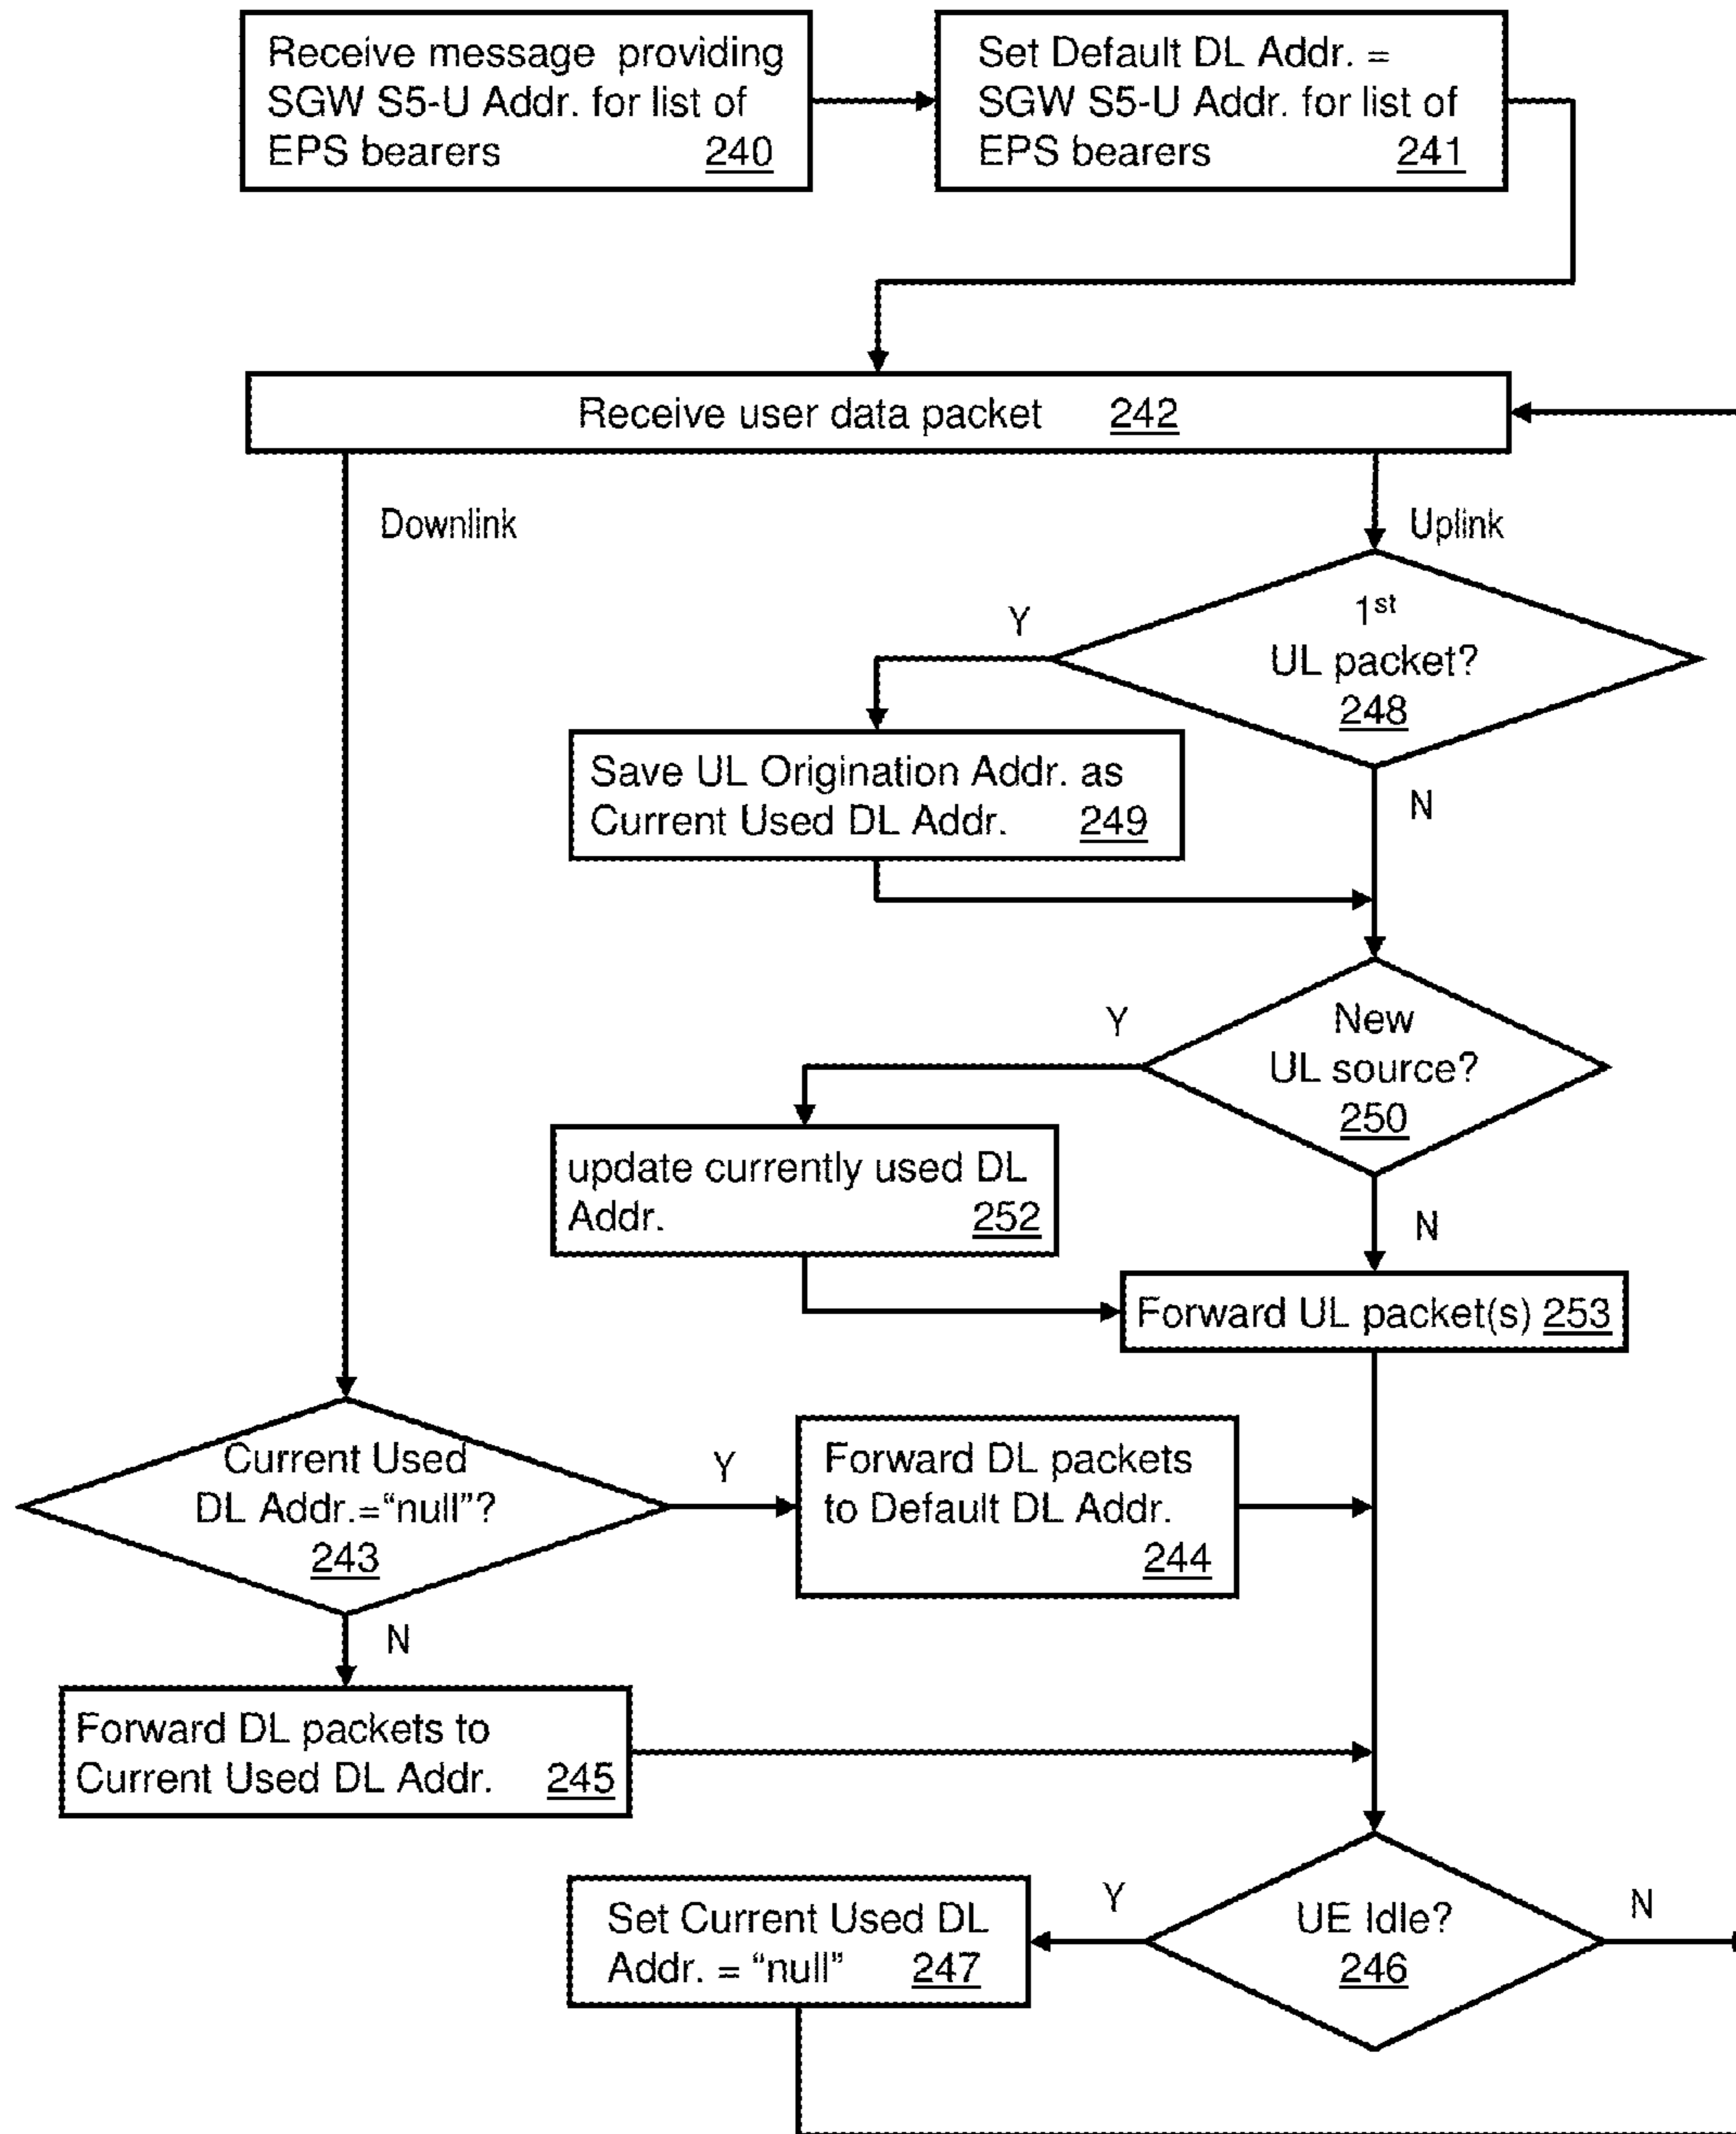 Receive message providing
SGW S5-U Addr. for list of
EPS bearers 240
Set Default DL Addr. =
SGW S5-U Addr. for list of
EPS bearers 241
Receive user data packet 242
Downlink
Uplink
1st
UL packet?
248
Y
N
Save UL Origination Addr. as
Current Used DL Addr. 249
New
UL source?
250
Y
N
update currently used DL
Addr. 252
Forward UL packet(s) 253
Current Used
DL Addr.="null"?
243
Y
N
Forward DL packets
to Default DL Addr.
244
Forward DL packets to
Current Used DL Addr. 245
UE Idle?
246
Y
N
Set Current Used DL
Addr. = "null" 247